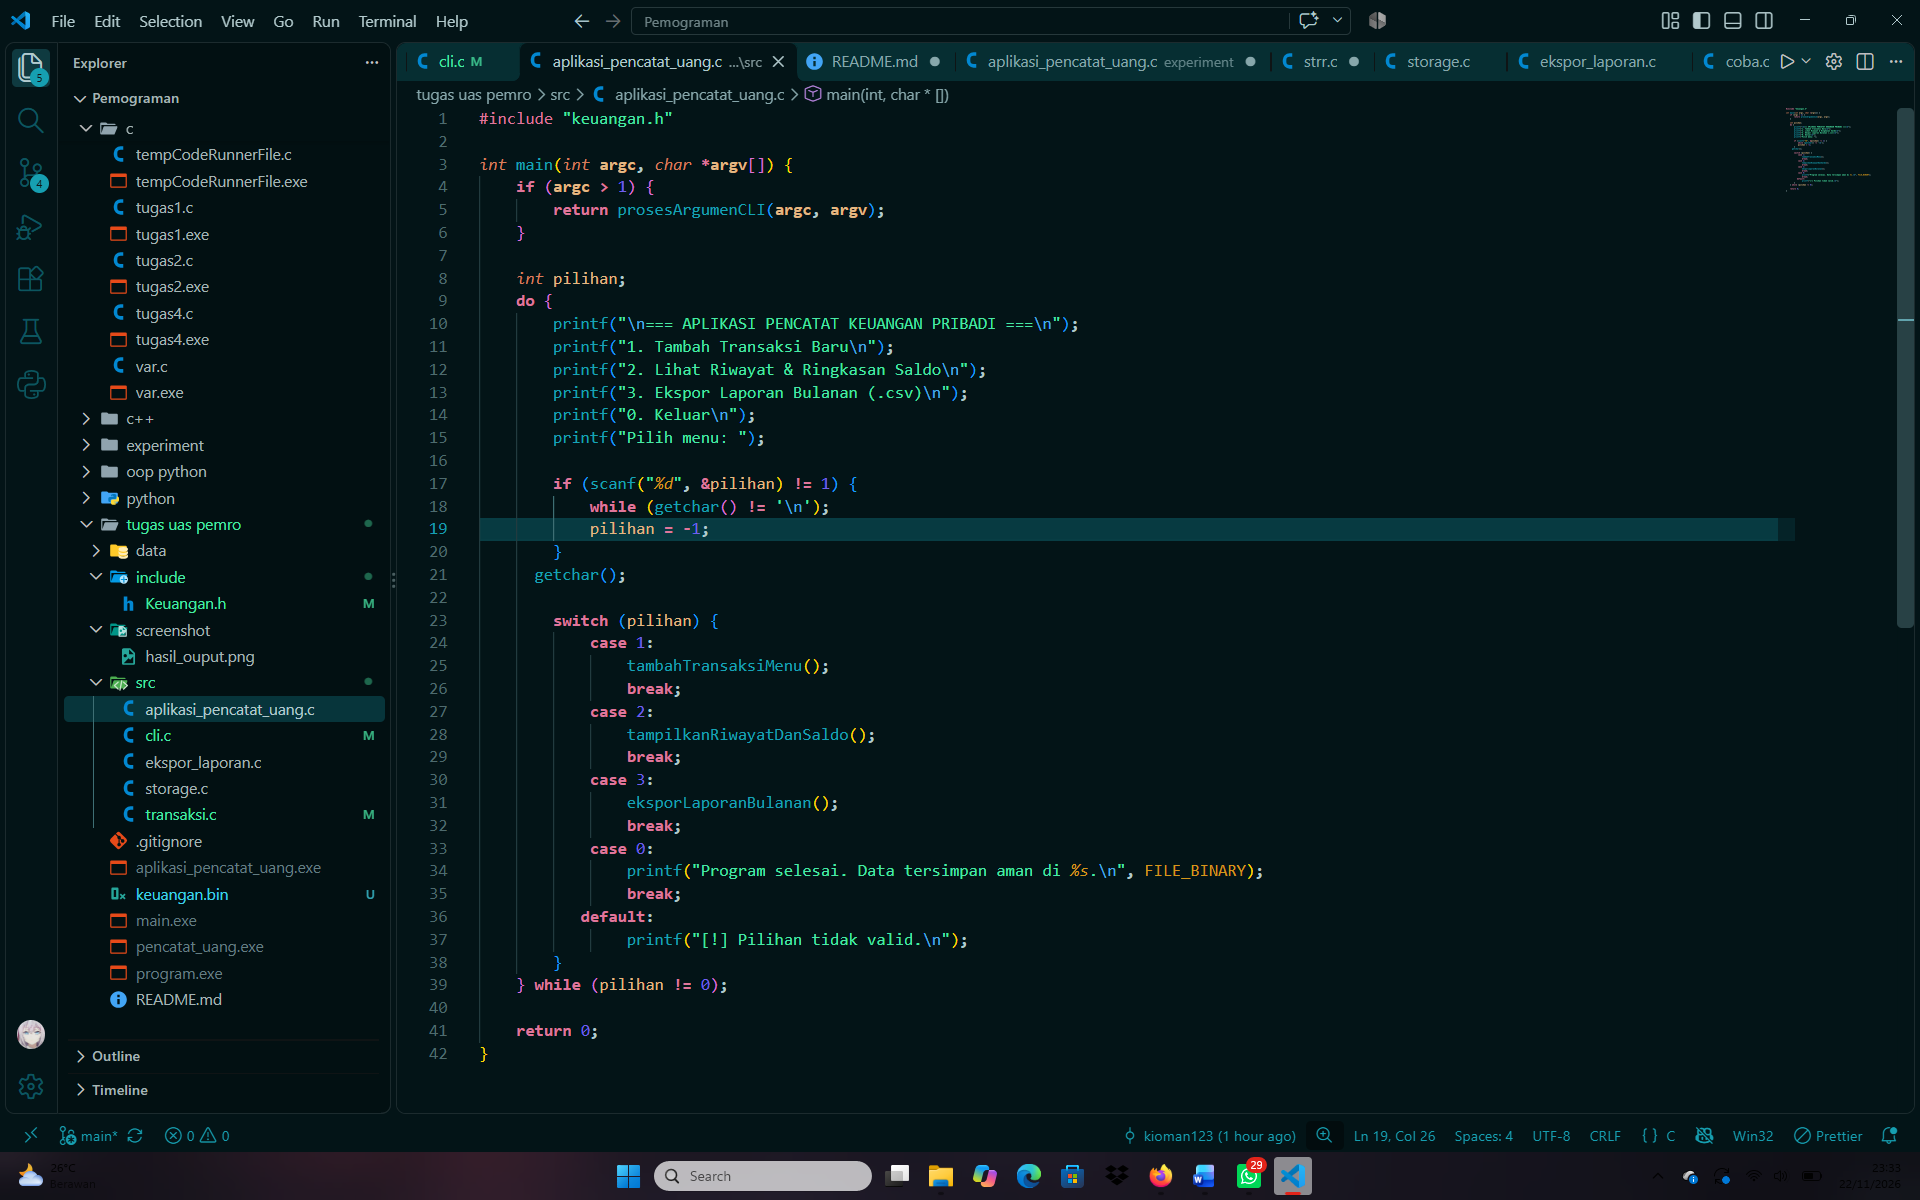 File Edit Selection View Go Run Terminal Help
Pemograman
Explorer
Pemograman
c
tempCodeRunnerFile.c
tempCodeRunnerFile.exe
tugas1.c
tugas1.exe
tugas2.c
tugas2.exe
tugas4.c
tugas4.exe
var.c
var.exe
c++
experiment
oop python
python
tugas uas pemro
data
include
Keuangan.h M
screenshot
hasil_ouput.png
src
aplikasi_pencatat_uang.c
cli.c M
ekspor_laporan.c
storage.c
transaksi.c M
.gitignore
aplikasi_pencatat_uang.exe
keuangan.bin U
main.exe
pencatat_uang.exe
program.exe
README.md
Outline
Timeline
5
4
cli.c M aplikasi_pencatat_uang.c ...\src README.md aplikasi_pencatat_uang.c experiment strr.c storage.c ekspor_laporan.c coba.c
tugas uas pemro > src > aplikasi_pencatat_uang.c > main(int, char * [])
1 #include "keuangan.h"
2
3 int main(int argc, char *argv[]) {
4 if (argc > 1) {
5 return prosesArgumenCLI(argc, argv);
6 }
7
8 int pilihan;
9 do {
10 printf("\n=== APLIKASI PENCATAT KEUANGAN PRIBADI ===\n");
11 printf("1. Tambah Transaksi Baru\n");
12 printf("2. Lihat Riwayat & Ringkasan Saldo\n");
13 printf("3. Ekspor Laporan Bulanan (.csv)\n");
14 printf("0. Keluar\n");
15 printf("Pilih menu: ");
16
17 if (scanf("%d", &pilihan) != 1) {
18 while (getchar() != '\n');
19 pilihan = -1;
20 }
21 getchar();
22
23 switch (pilihan) {
24 case 1:
25 tambahTransaksiMenu();
26 break;
27 case 2:
28 tampilkanRiwayatDanSaldo();
29 break;
30 case 3:
31 eksporLaporanBulanan();
32 break;
33 case 0:
34 printf("Program selesai. Data tersimpan aman di %s.\n", FILE_BINARY);
35 break;
36 default:
37 printf("[!] Pilihan tidak valid.\n");
38 }
39 } while (pilihan != 0);
40
41 return 0;
42 }
main* 0 0 kioman123 (1 hour ago) Ln 19, Col 26 Spaces: 4 UTF-8 CRLF { } C Win32 Prettier
26°C
Berawan
Search
29
23:33
22/11/2026